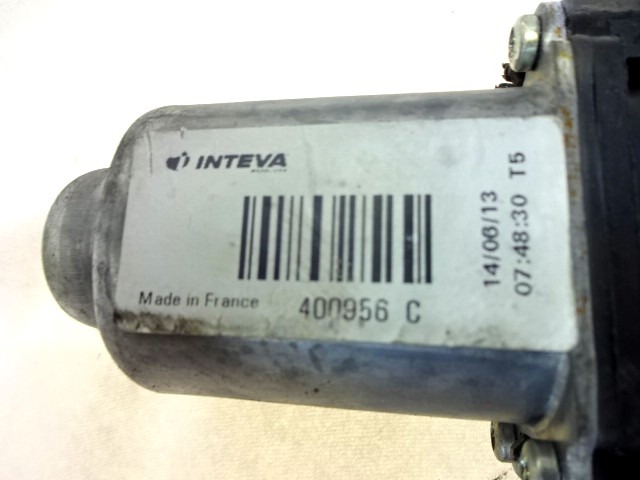 INTEVA
Made in France
400956 C
14/06/13
07:48:30 T5